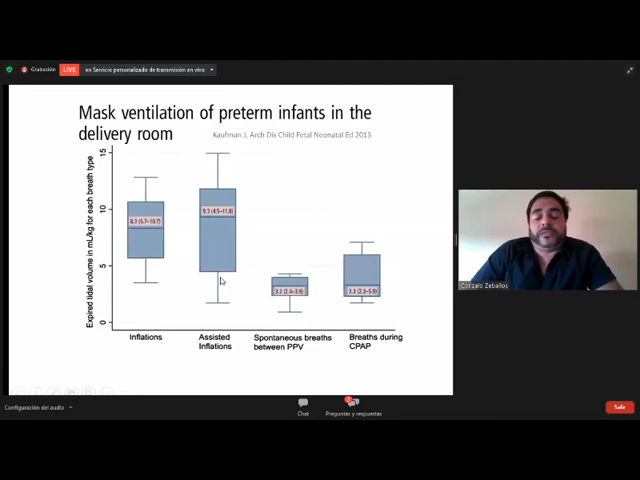 Grabación
LIVE
en Servicio personalizado de transmisión en vivo
Mask ventilation of preterm infants in the
delivery room
Kaufman J, Arch Dis Child Fetal Neonatal Ed 2013
Expired tidal volume in mL/kg for each breath type
15
10
5
0
8.3 (5.7-10.7)
9.3 (4.5-11.8)
3.2 (2.4-3.9)
3.3 (2.3-5.9)
Inflations
Assisted
Inflations
Spontaneous breaths
between PPV
Breaths during
CPAP
Gonzalo Zeballos
Configuración del audio
Chat
Preguntas y respuestas
Salir